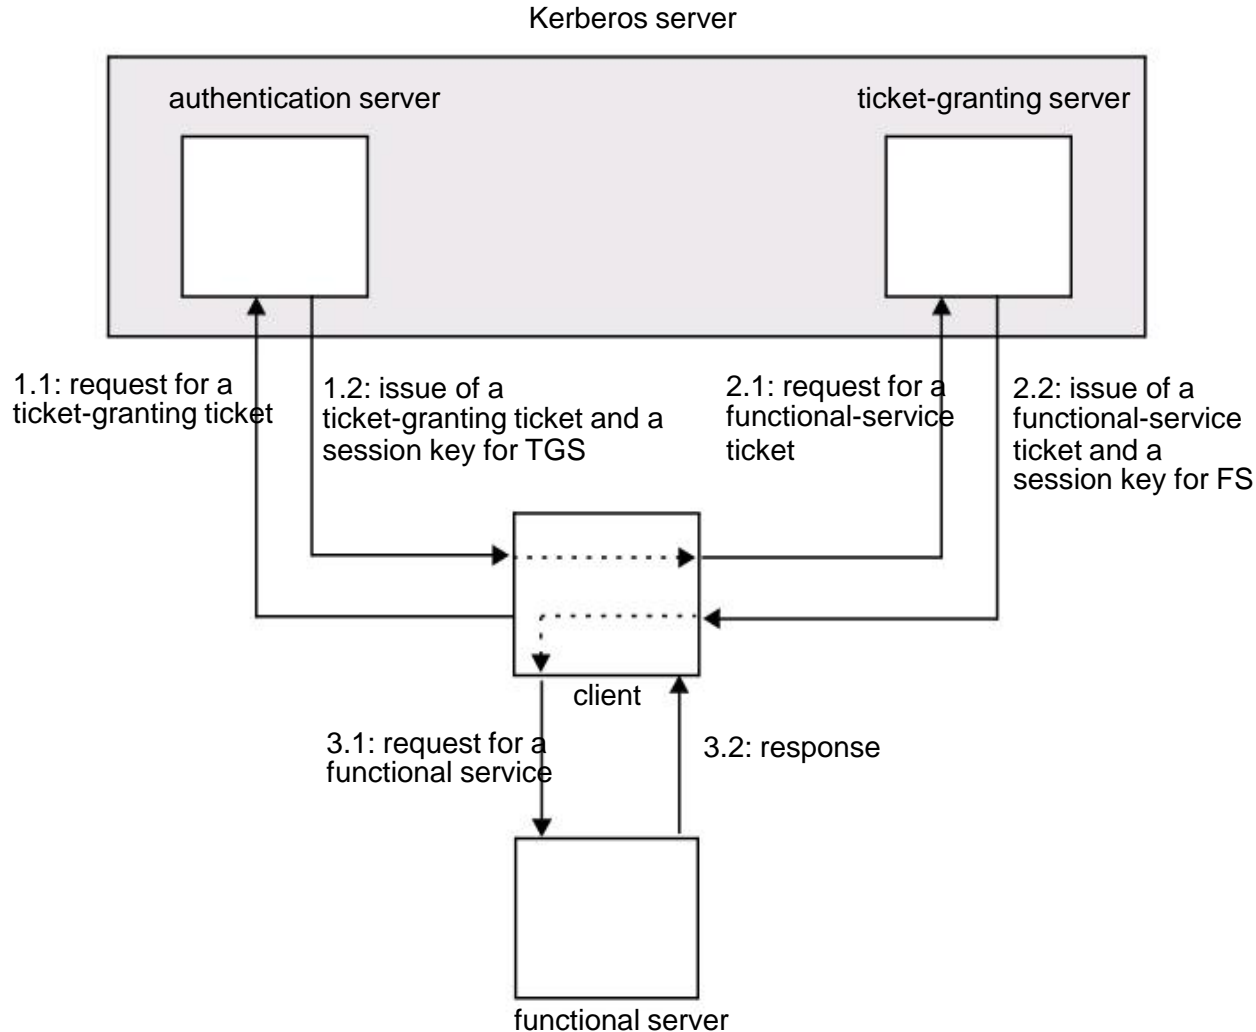 Kerberos server
authentication server
ticket-granting server
1.1: request for a
ticket-granting ticket
1.2: issue of a
ticket-granting ticket and a
session key for TGS
2.1: request for a
functional-service
ticket
2.2: issue of a
functional-service
ticket and a
session key for FS
client
3.1: request for a
functional service
3.2: response
functional server